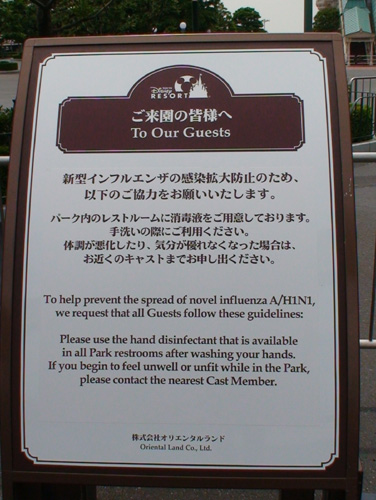 Disney
RESORT
ご来園の皆様へ
To Our Guests
新型インフルエンザの感染拡大防止のため、
以下のご協力をお願いいたします。
パーク内のレストルームに消毒液をご用意しております。
手洗いの際にご利用ください。
体調が悪化したり、気分が優れなくなった場合は、
お近くのキャストまでお申し出ください。
To help prevent the spread of novel influenza A/H1N1,
we request that all Guests follow these guidelines:
Please use the hand disinfectant that is available
in all Park restrooms after washing your hands.
If you begin to feel unwell or unfit while in the Park,
please contact the nearest Cast Member.
株式会社オリエンタルランド
Oriental Land Co., Ltd.